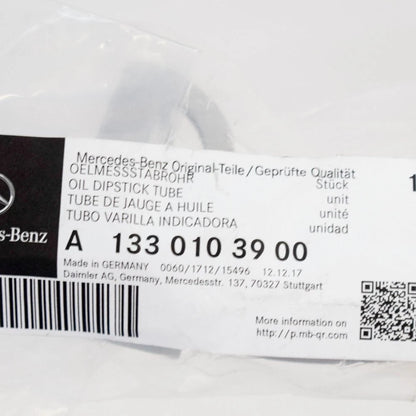 Mercedes-Benz Original-Teile/Geprüfte Qualität
OELMESSSTABROHR Stück 1
OIL DIPSTICK TUBE unit
TUBE DE JAUGE A HUILE unité
TUBO VARILLA INDICADORA unidad
s-Benz
A 133 010 39 00
Made in GERMANY 0060/1712/15496 12.12.17
Daimler AG, Germany, Mercedesstr. 137, 70327 Stuttgart
More information on
http://p.mb-qr.com